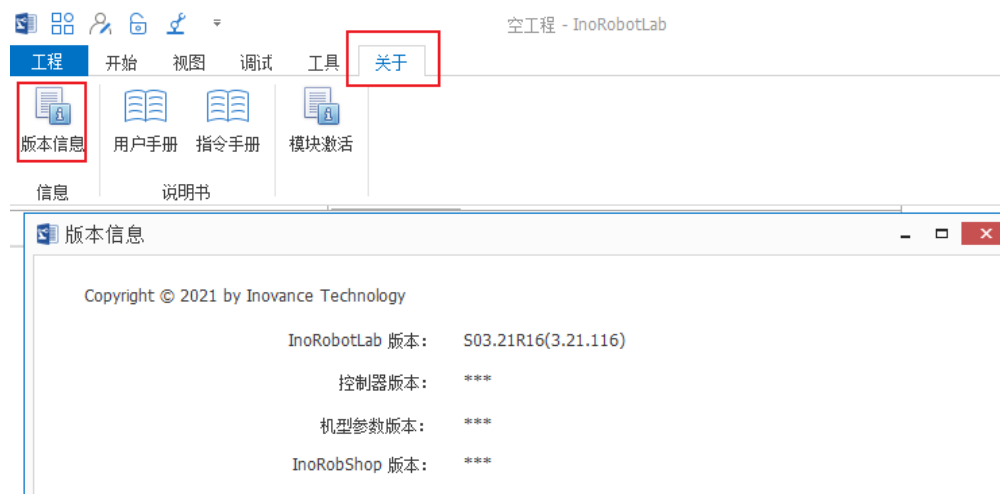 空工程 - InoRobotLab
工程 开始 视图 调试 工具 关于
版本信息 用户手册 指令手册 模块激活
信息 说明书
版本信息
Copyright © 2021 by Inovance Technology
InoRobotLab 版本： S03.21R16(3.21.116)
控制器版本： ***
机型参数版本： ***
InoRobShop 版本： ***